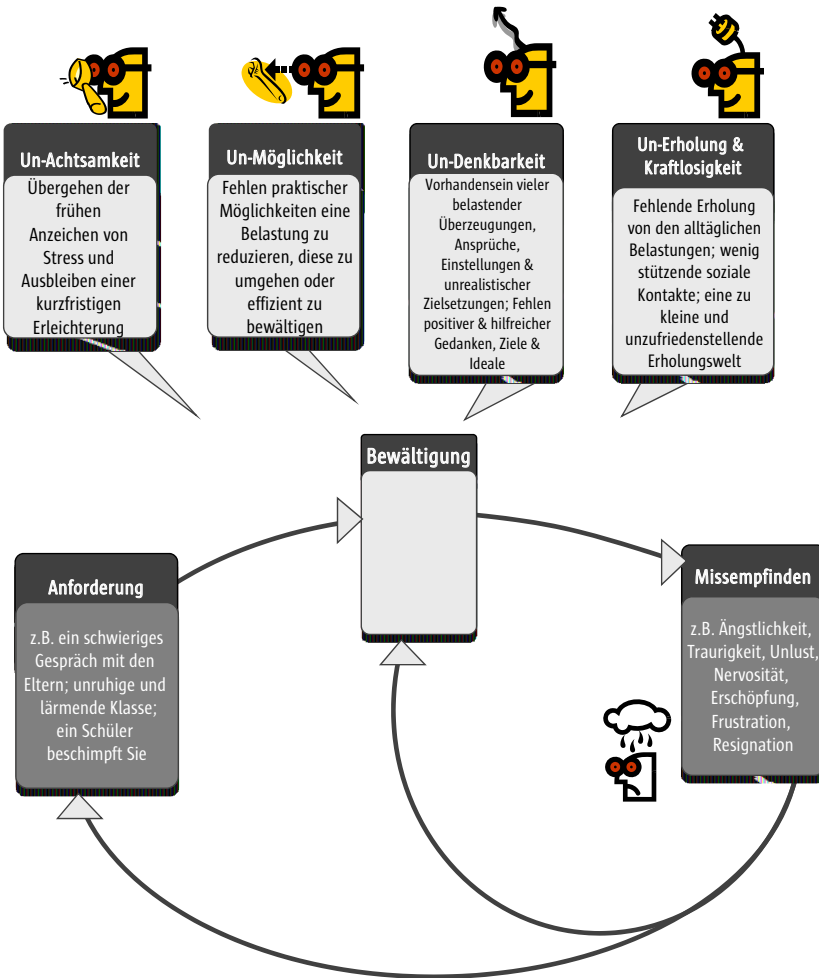 Un-Achtsamkeit
Übergehen der
frühen
Anzeichen von
Stress und
Ausbleiben einer
kurzfristigen
Erleichterung
Un-Möglichkeit
Fehlen praktischer
Möglichkeiten eine
Belastung zu
reduzieren, diese zu
umgehen oder
effizient zu
bewältigen
Un-Denkbarkeit
Vorhandensein vieler
belastender
Überzeugungen,
Ansprüche,
Einstellungen &
unrealistischer
Zielsetzungen; Fehlen
positiver & hilfreicher
Gedanken, Ziele &
Ideale
Un-Erholung &
Kraftlosigkeit
Fehlende Erholung
von den alltäglichen
Belastungen; wenig
stützende soziale
Kontakte; eine zu
kleine und
unzufriedenstellende
Erholungswelt
Bewältigung
Anforderung
z.B. ein schwieriges
Gespräch mit den
Eltern; unruhige und
lärmende Klasse;
ein Schüler
beschimpft Sie
Missempfinden
z.B. Ängstlichkeit,
Traurigkeit, Unlust,
Nervosität,
Erschöpfung,
Frustration,
Resignation